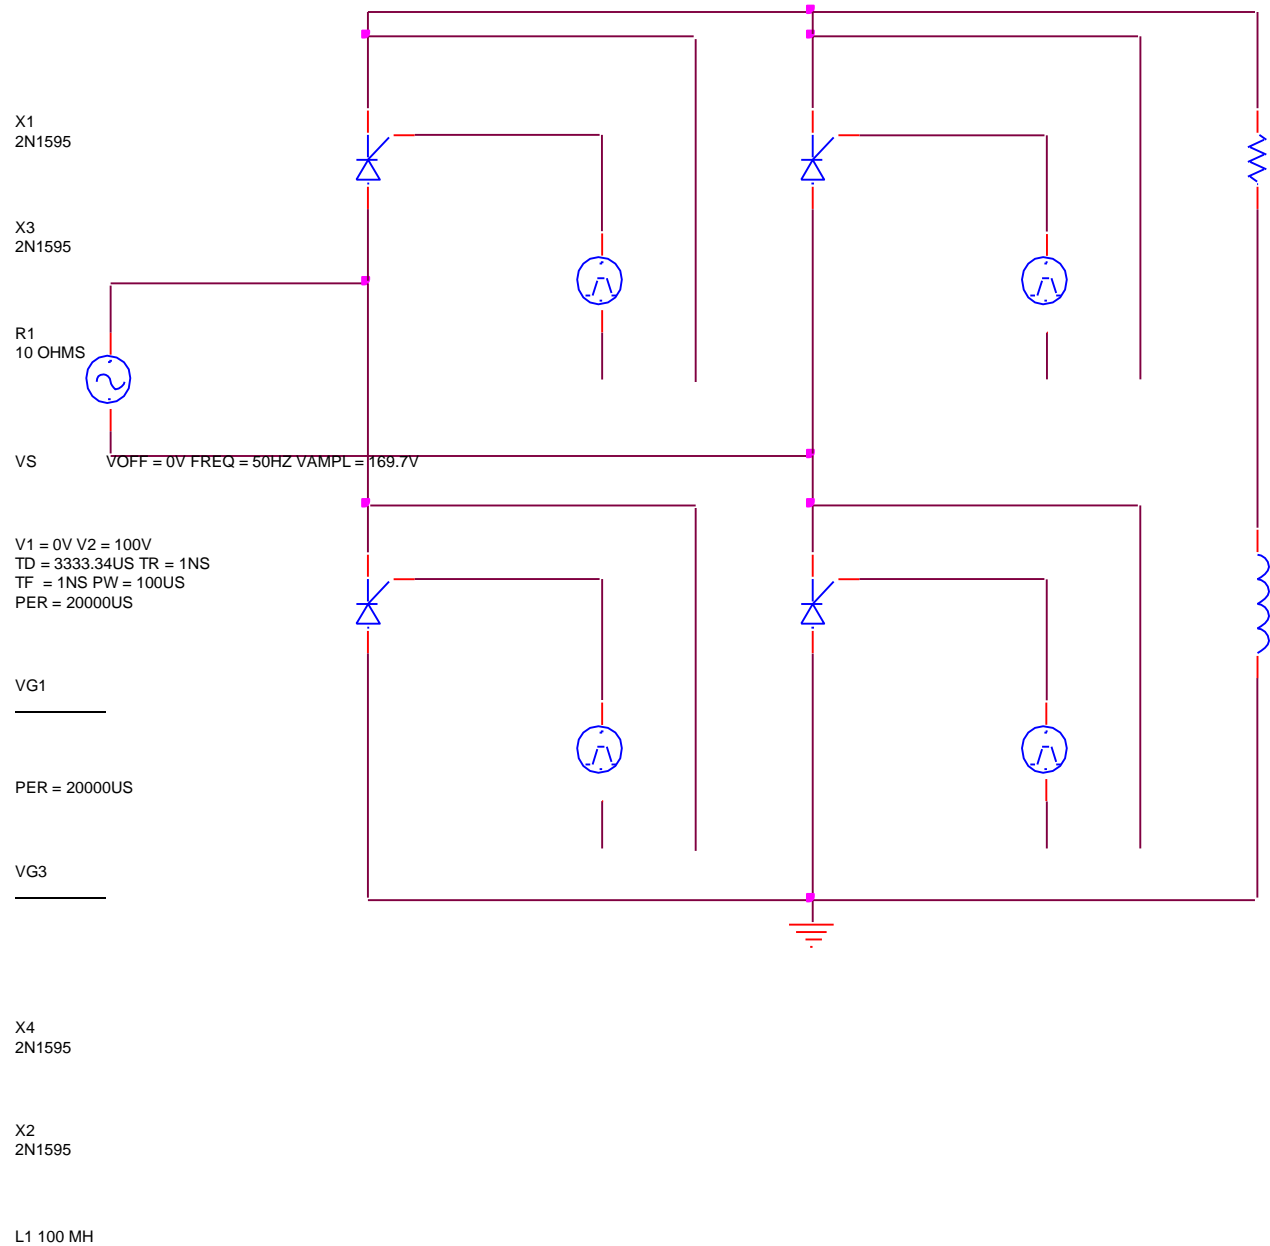 X1
2N1595
X3
2N1595
R1
10 OHMS
VS VOFF = 0V FREQ = 50HZ VAMPL = 169.7V
V1 = 0V V2 = 100V
TD = 3333.34US TR = 1NS
TF = 1NS PW = 100US
PER = 20000US
VG1
PER = 20000US
VG3
X4
2N1595
X2
2N1595
L1 100 MH